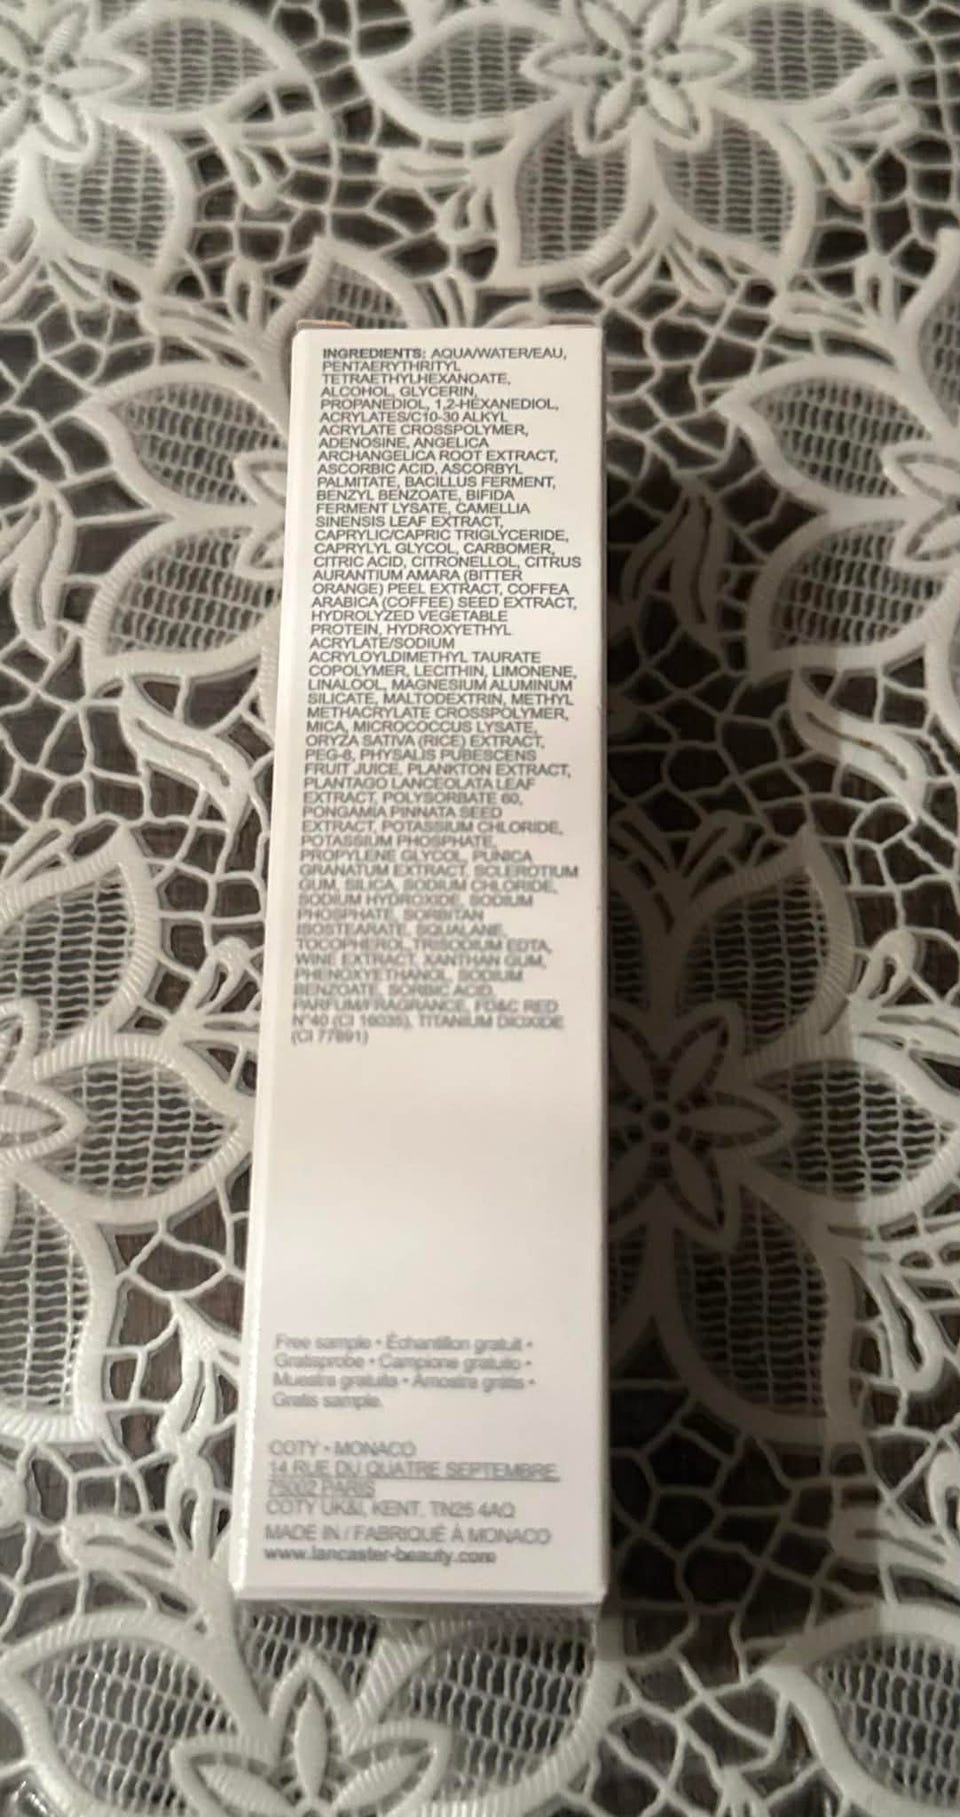 INGREDIENTS: AQUA/WATER/EAU,
PENTAERYTHRITYL
TETRAETHYLHEXANOATE,
ALCOHOL, GLYCERIN,
PROPANEDIOL, 1,2-HEXANEDIOL,
ACRYLATES/C10-30 ALKYL
ACRYLATE CROSSPOLYMER,
ADENOSINE, ANGELICA
ARCHANGELICA ROOT EXTRACT,
ASCORBIC ACID, ASCORBYL
PALMITATE, BACILLUS FERMENT,
BENZYL BENZOATE, BIFIDA
FERMENT LYSATE, CAMELLIA
SINENSIS LEAF EXTRACT,
CAPRYLIC/CAPRIC TRIGLYCERIDE,
CAPRYLYL GLYCOL, CARBOMER,
CITRIC ACID, CITRONELLOL, CITRUS
AURANTIUM AMARA (BITTER
ORANGE) PEEL EXTRACT, COFFEA
ARABICA (COFFEE) SEED EXTRACT,
HYDROLYZED VEGETABLE
PROTEIN, HYDROXYETHYL
ACRYLATE/SODIUM
ACRYLOYLDIMETHYL TAURATE
COPOLYMER, LECITHIN, LIMONENE,
LINALOOL, MAGNESIUM ALUMINUM
SILICATE, MALTODEXTRIN, METHYL
METHACRYLATE CROSSPOLYMER,
MICA, MICROCOCCUS LYSATE,
ORYZA SATIVA (RICE) EXTRACT,
PEG-8, PHYSALIS PUBESCENS
FRUIT JUICE, PLANKTON EXTRACT,
PLANTAGO LANCEOLATA LEAF
EXTRACT, POLYSORBATE 60,
PONGAMIA PINNATA SEED
EXTRACT, POTASSIUM CHLORIDE,
POTASSIUM PHOSPHATE,
PROPYLENE GLYCOL, PUNICA
GRANATUM EXTRACT, SCLEROTIUM
GUM, SILICA, SODIUM CHLORIDE,
SODIUM HYDROXIDE, SODIUM
PHOSPHATE, SORBITAN
ISOSTEARATE, SQUALANE,
TOCOPHEROL, TRISODIUM EDTA,
WINE EXTRACT, XANTHAN GUM,
PHENOXYETHANOL, SODIUM
BENZOATE, SORBIC ACID,
PARFUM/FRAGRANCE, FD&C RED
N°40 (CI 16035), TITANIUM DIOXIDE
(CI 77891)
Free sample • Échantillon gratuit •
Gratisprobe • Campione gratuito •
Muestra gratuita • Amostra grátis •
Gratis sample.
COTY • MONACO
14 RUE DU QUATRE SEPTEMBRE
75002 PARIS
COTY UK&I, KENT. TN25 4AQ
MADE IN / FABRIQUÉ À MONACO
www.lancaster-beauty.com